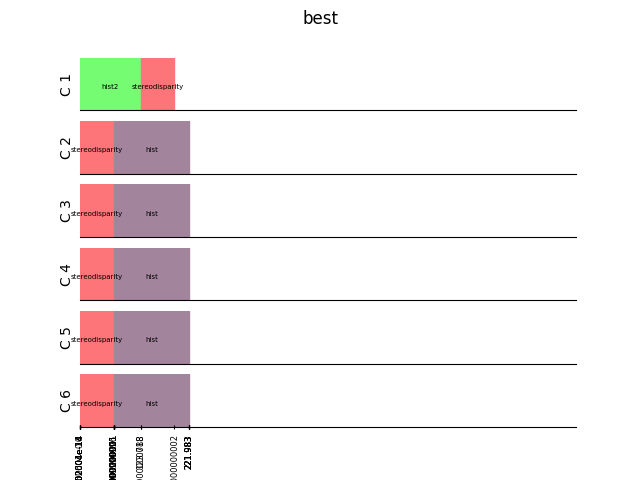 best
C 1
hist2
stereodisparity
C 2
stereodisparity
hist
C 3
stereodisparity
hist
C 4
stereodisparity
hist
C 5
stereodisparity
hist
C 6
stereodisparity
hist
221.983